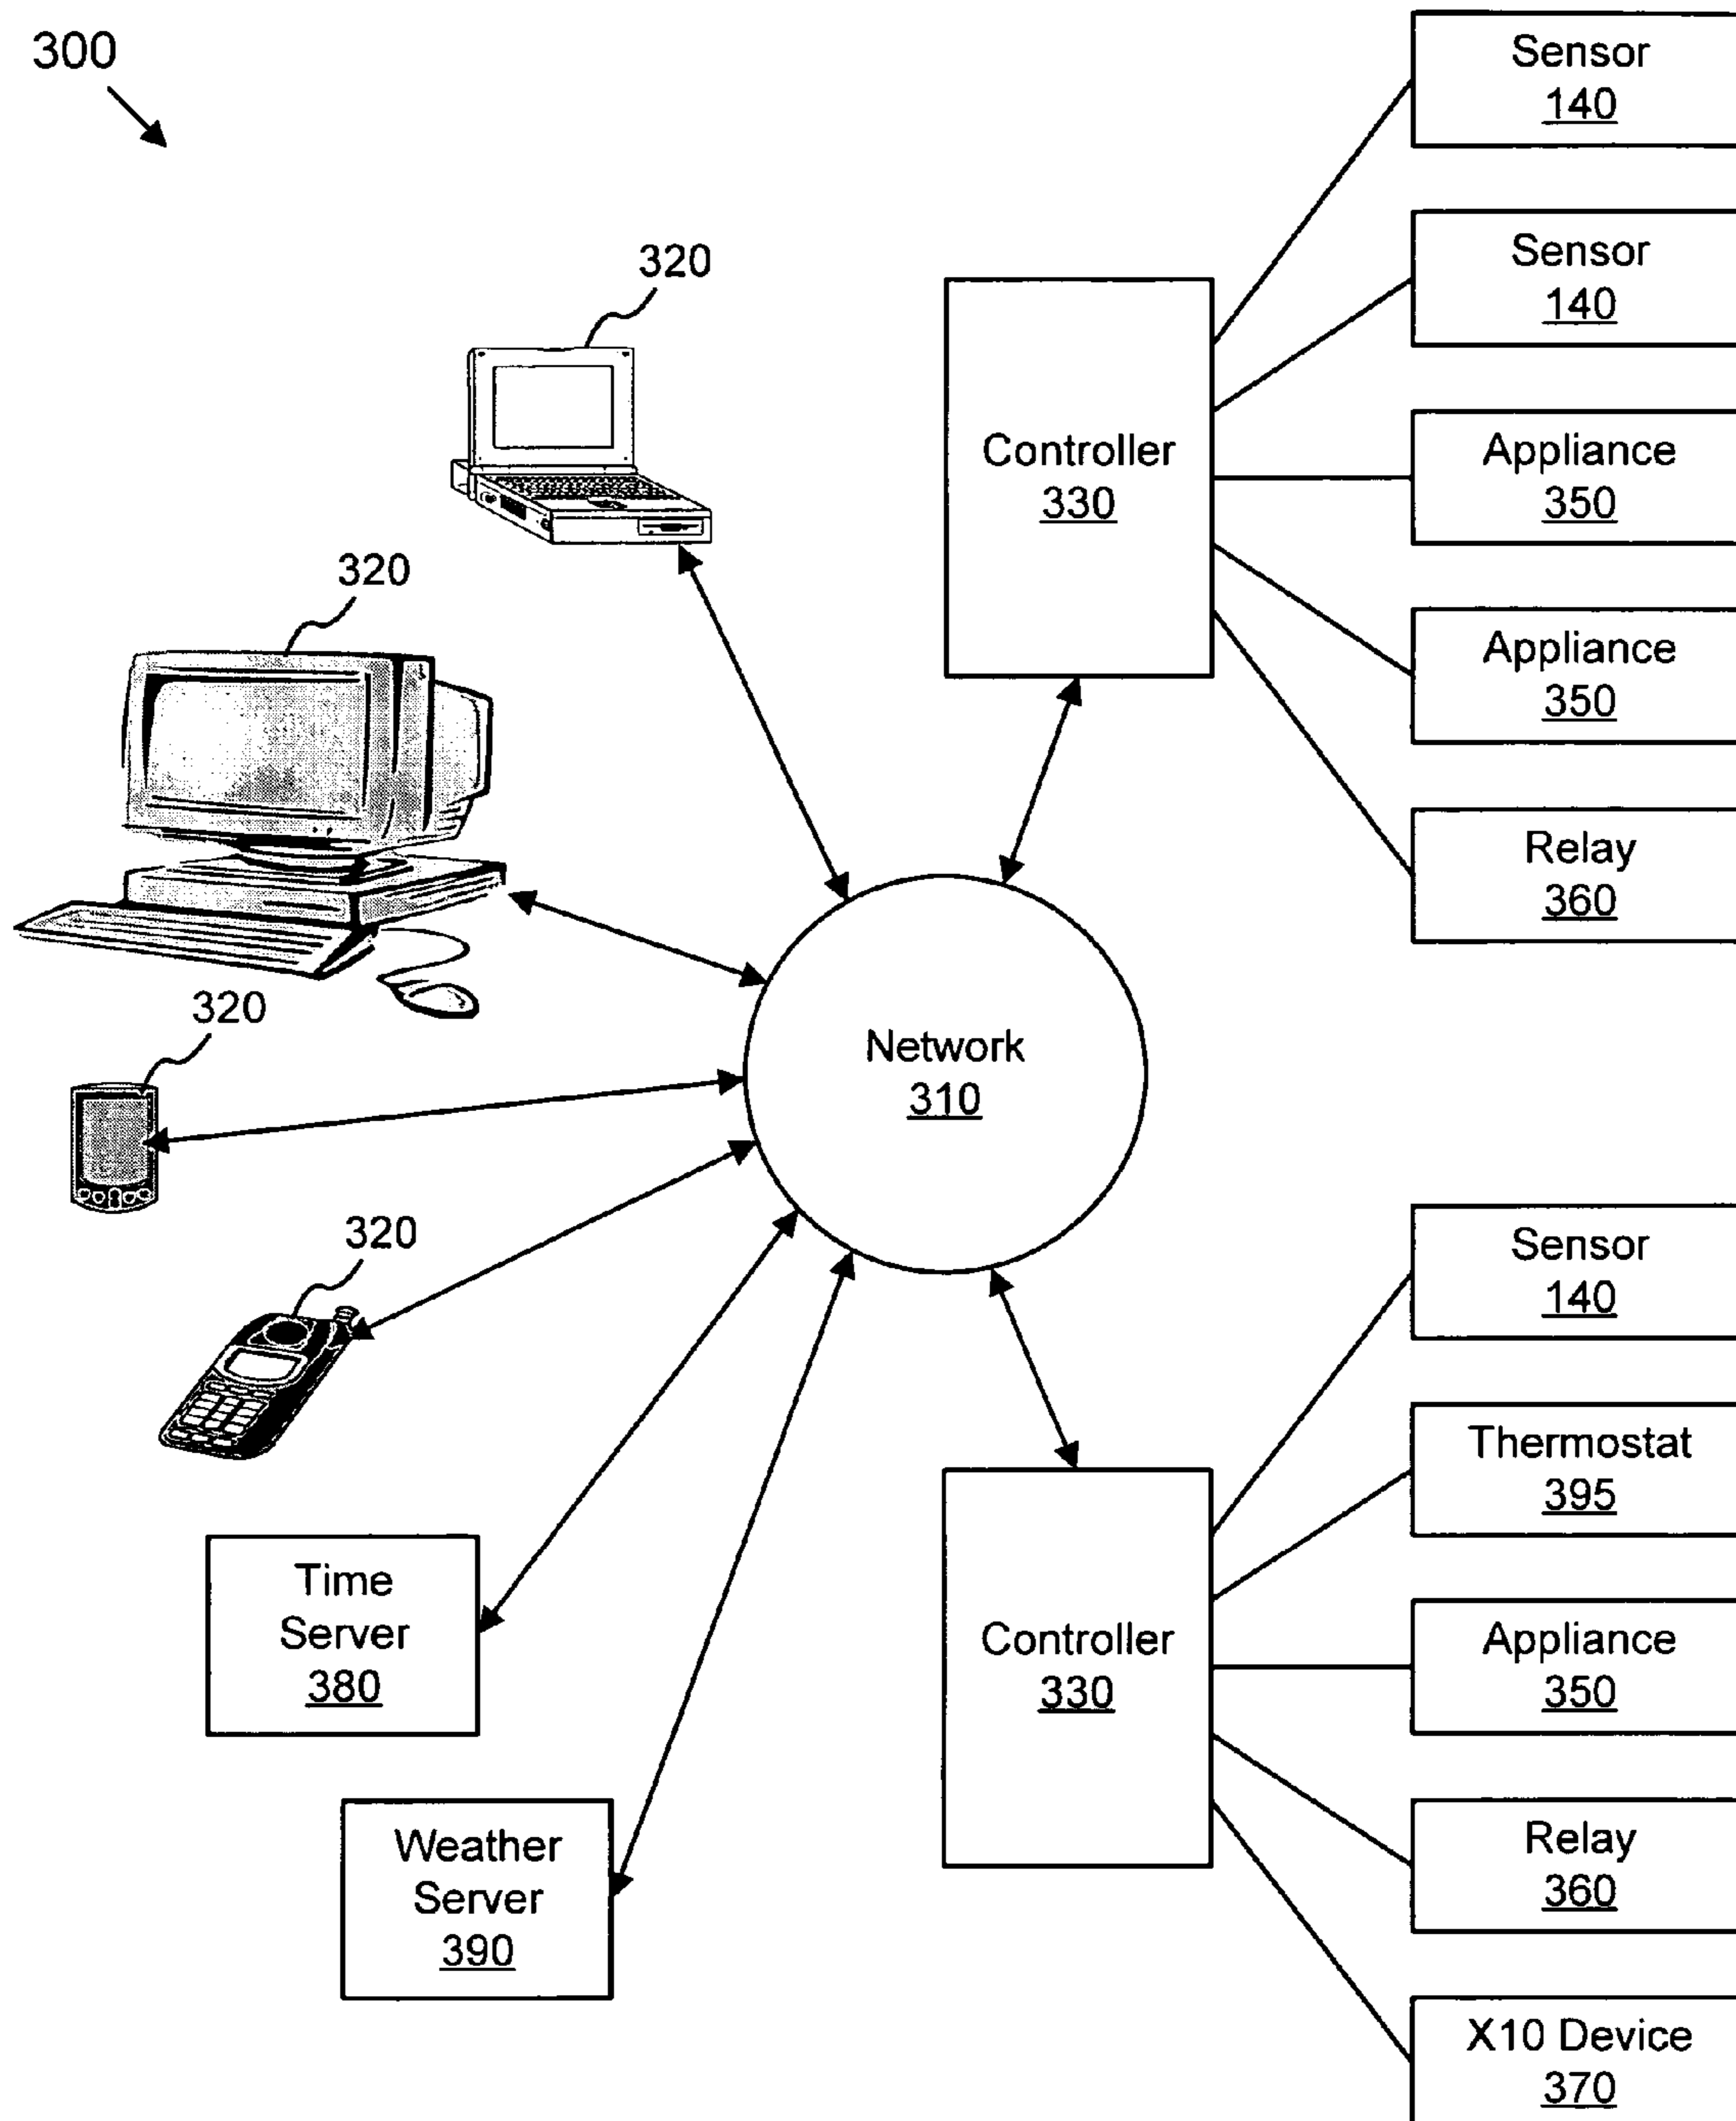 300
Sensor
140
Sensor
140
320
Controller
330
Appliance
350
320
Appliance
350
Relay
360
320
Network
310
320
Sensor
140
Thermostat
395
Time
Server
380
Controller
330
Appliance
350
Weather
Server
390
Relay
360
X10 Device
370